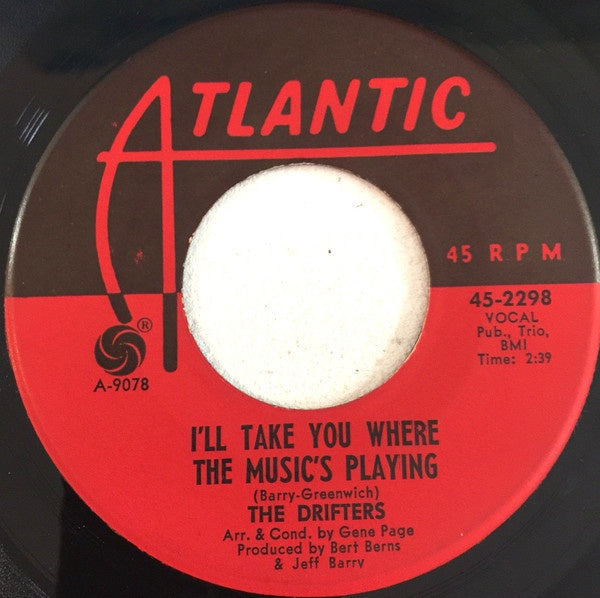 ATLANTIC
45 RPM
45-2298
VOCAL
Pub., Trio,
BMI
Time: 2:39
®
A-9078
I'LL TAKE YOU WHERE
THE MUSIC'S PLAYING
(Barry-Greenwich)
THE DRIFTERS
Arr. & Cond. by Gene Page
Produced by Bert Berns
& Jeff Barry